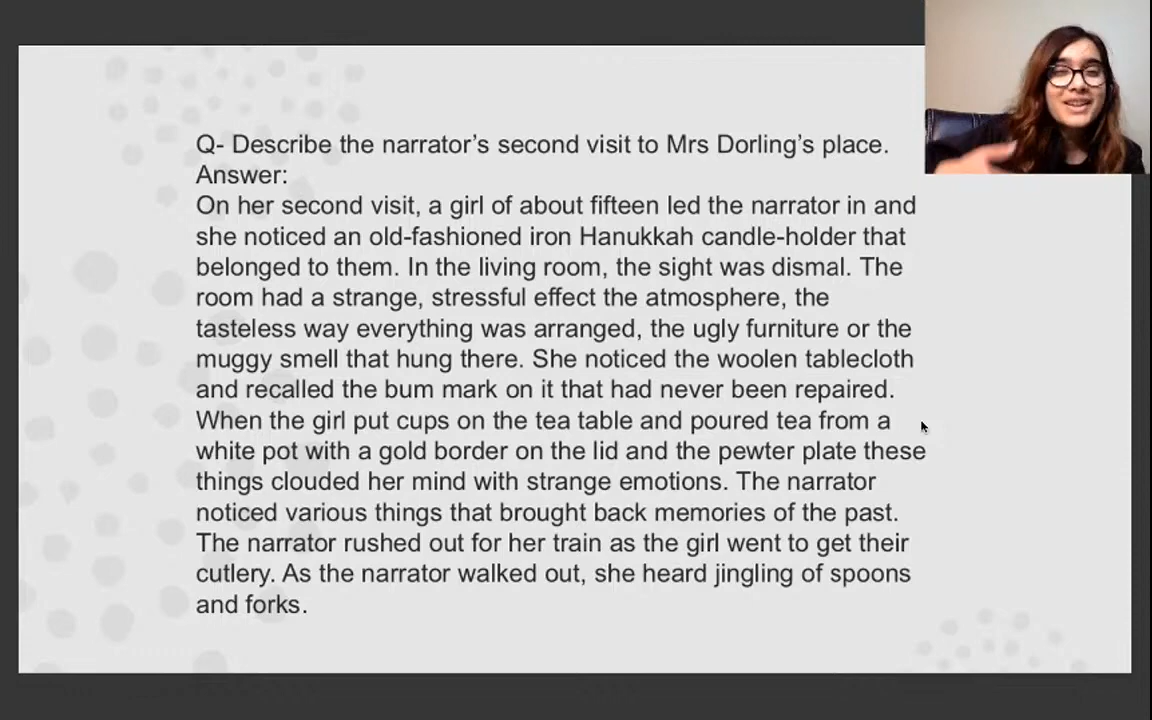 Q- Describe the narrator's second visit to Mrs Dorling's place.
Answer:
On her second visit, a girl of about fifteen led the narrator in and
she noticed an old-fashioned iron Hanukkah candle-holder that
belonged to them. In the living room, the sight was dismal. The
room had a strange, stressful effect the atmosphere, the
tasteless way everything was arranged, the ugly furniture or the
muggy smell that hung there. She noticed the woolen tablecloth
and recalled the bum mark on it that had never been repaired.
When the girl put cups on the tea table and poured tea from a
white pot with a gold border on the lid and the pewter plate these
things clouded her mind with strange emotions. The narrator
noticed various things that brought back memories of the past.
The narrator rushed out for her train as the girl went to get their
cutlery. As the narrator walked out, she heard jingling of spoons
and forks.